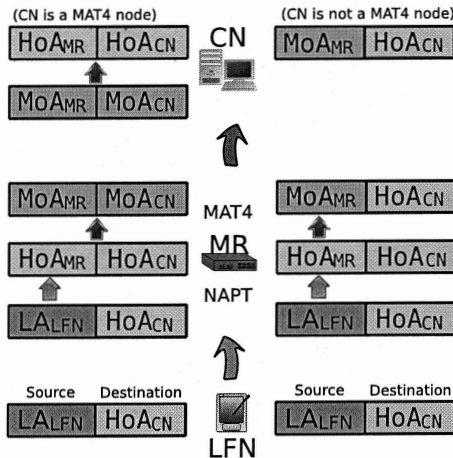 (CN is a MAT4 node)
(CN is not a MAT4 node)
HoAMR HoACN
CN
MoAMR HoACN
MoAMR MoACN
MoAMR MoACN
MAT4
MoAMR HoACN
HoAMR HoACN
MR
HoAMR HoACN
NAPT
LALFN HoACN
LALFN HoACN
Source Destination
Source Destination
LALFN HoACN
LALFN HoACN
LFN